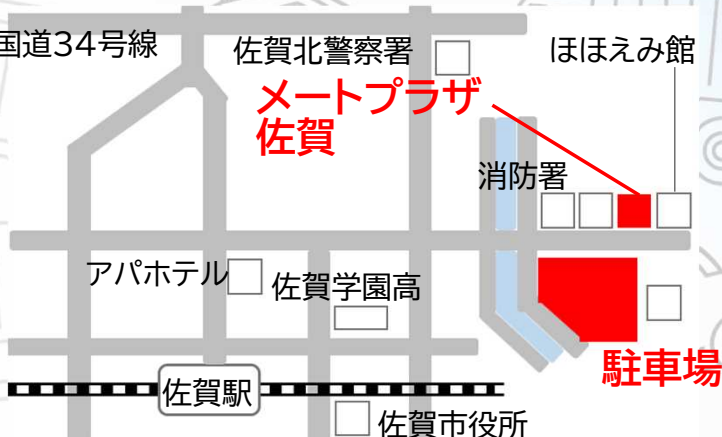 国道34号線
佐賀北警察署
ほほえみ館
メートプラザ
佐賀
消防署
アパホテル
佐賀学園高
駐車場
佐賀駅
佐賀市役所